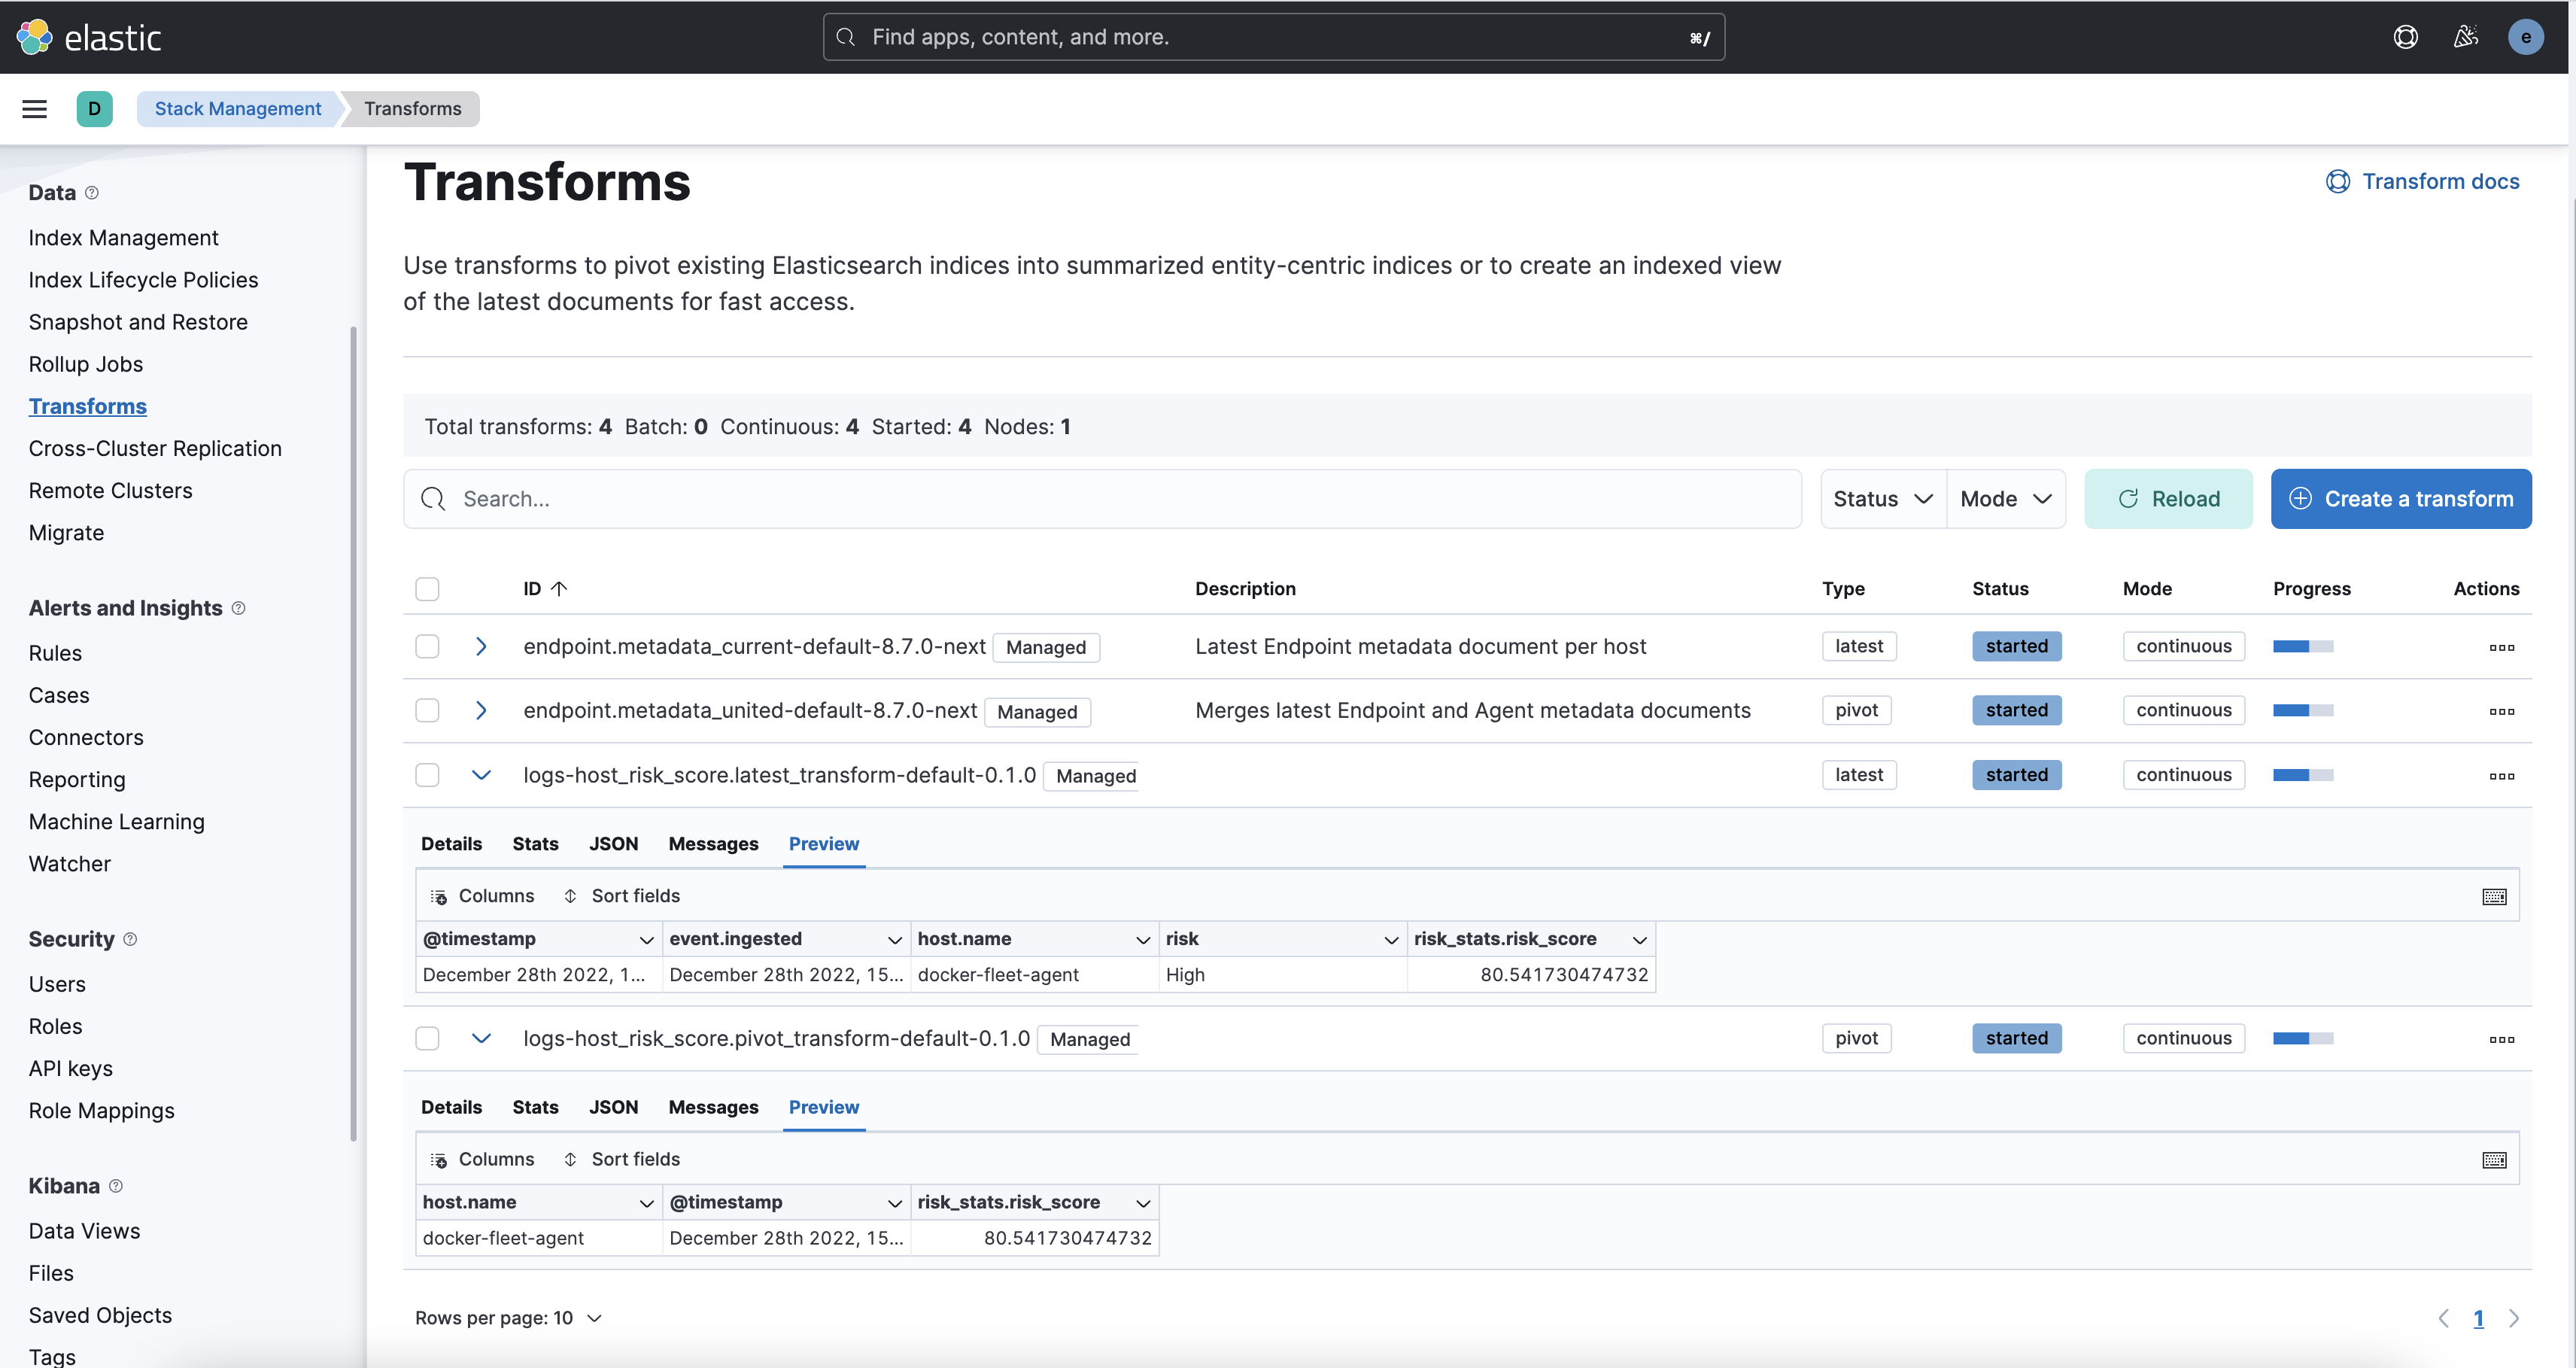 elastic
Find apps, content, and more.
⌘/
e
D
Stack Management
Transforms
Data
Index Management
Index Lifecycle Policies
Snapshot and Restore
Rollup Jobs
Transforms
Cross-Cluster Replication
Remote Clusters
Migrate
Alerts and Insights
Rules
Cases
Connectors
Reporting
Machine Learning
Watcher
Security
Users
Roles
API keys
Role Mappings
Kibana
Data Views
Files
Saved Objects
Tags
Transforms
Transform docs
Use transforms to pivot existing Elasticsearch indices into summarized entity-centric indices or to create an indexed view
of the latest documents for fast access.
Total transforms: 4 Batch: 0 Continuous: 4 Started: 4 Nodes: 1
Search...
Status
Mode
Reload
Create a transform
ID Description Type Status Mode Progress Actions
endpoint.metadata_current-default-8.7.0-next Managed Latest Endpoint metadata document per host latest started continuous
endpoint.metadata_united-default-8.7.0-next Managed Merges latest Endpoint and Agent metadata documents pivot started continuous
logs-host_risk_score.latest_transform-default-0.1.0 Managed latest started continuous
Details Stats JSON Messages Preview
Columns Sort fields
@timestamp event.ingested host.name risk risk_stats.risk_score
December 28th 2022, 1... December 28th 2022, 15... docker-fleet-agent High 80.541730474732
logs-host_risk_score.pivot_transform-default-0.1.0 Managed pivot started continuous
Details Stats JSON Messages Preview
Columns Sort fields
host.name @timestamp risk_stats.risk_score
docker-fleet-agent December 28th 2022, 15... 80.541730474732
Rows per page: 10
1